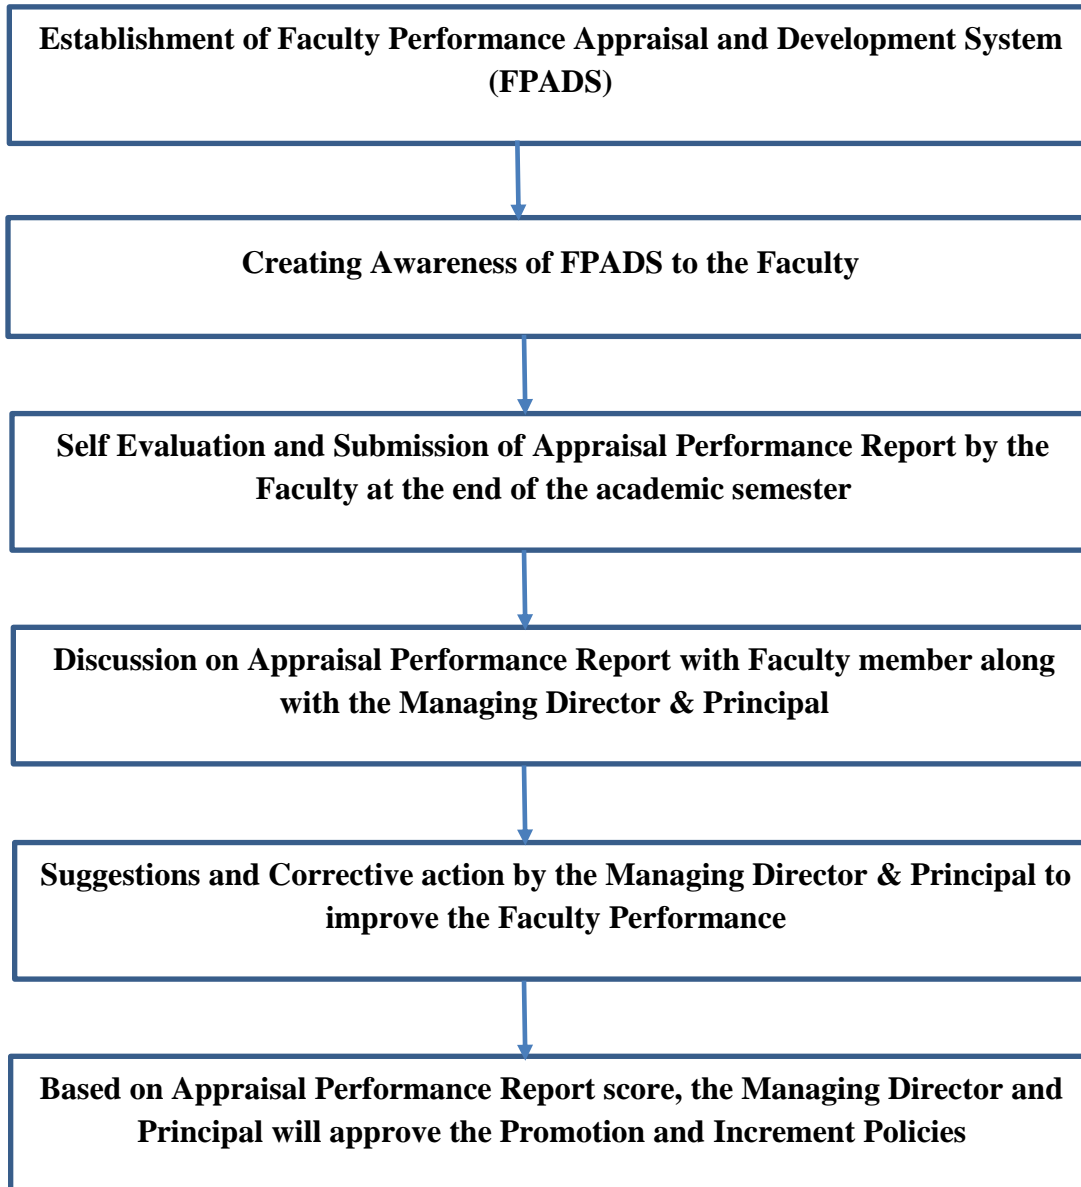 Establishment of Faculty Performance Appraisal and Development System
(FPADS)
Creating Awareness of FPADS to the Faculty
Self Evaluation and Submission of Appraisal Performance Report by the
Faculty at the end of the academic semester
Discussion on Appraisal Performance Report with Faculty member along
with the Managing Director & Principal
Suggestions and Corrective action by the Managing Director & Principal to
improve the Faculty Performance
Based on Appraisal Performance Report score, the Managing Director and
Principal will approve the Promotion and Increment Policies